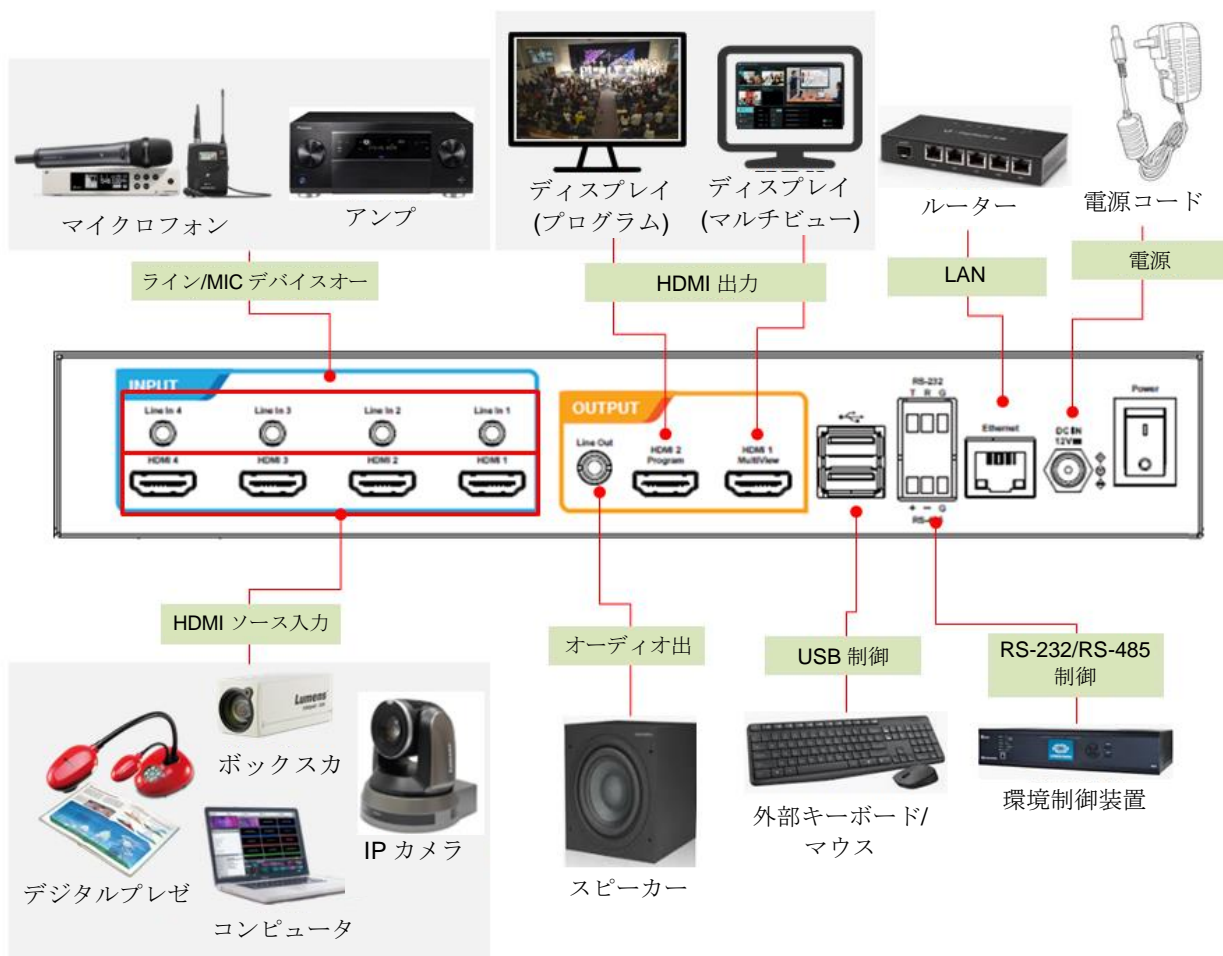 ディスプレイ
(プログラム)
ディスプレイ
(マルチビュー)
マイクロフォン
アンプ
ルーター
電源コード
ライン/MIC デバイスオー
HDMI 出力
LAN
電源
INPUT
Line In 4
Line In 3
Line In 2
Line In 1
HDMI 4
HDMI 3
HDMI 2
HDMI 1
OUTPUT
Line Out
HDMI 2
Program
HDMI 1
MultiView
RS-232
T R G
+ - G
Ethernet
DC IN
12V
Power
HDMI ソース入力
オーディオ出
USB 制御
RS-232/RS-485
制御
Lumens
ボックスカ
IP カメラ
デジタルプレゼ
コンピュータ
スピーカー
外部キーボード/
マウス
環境制御装置